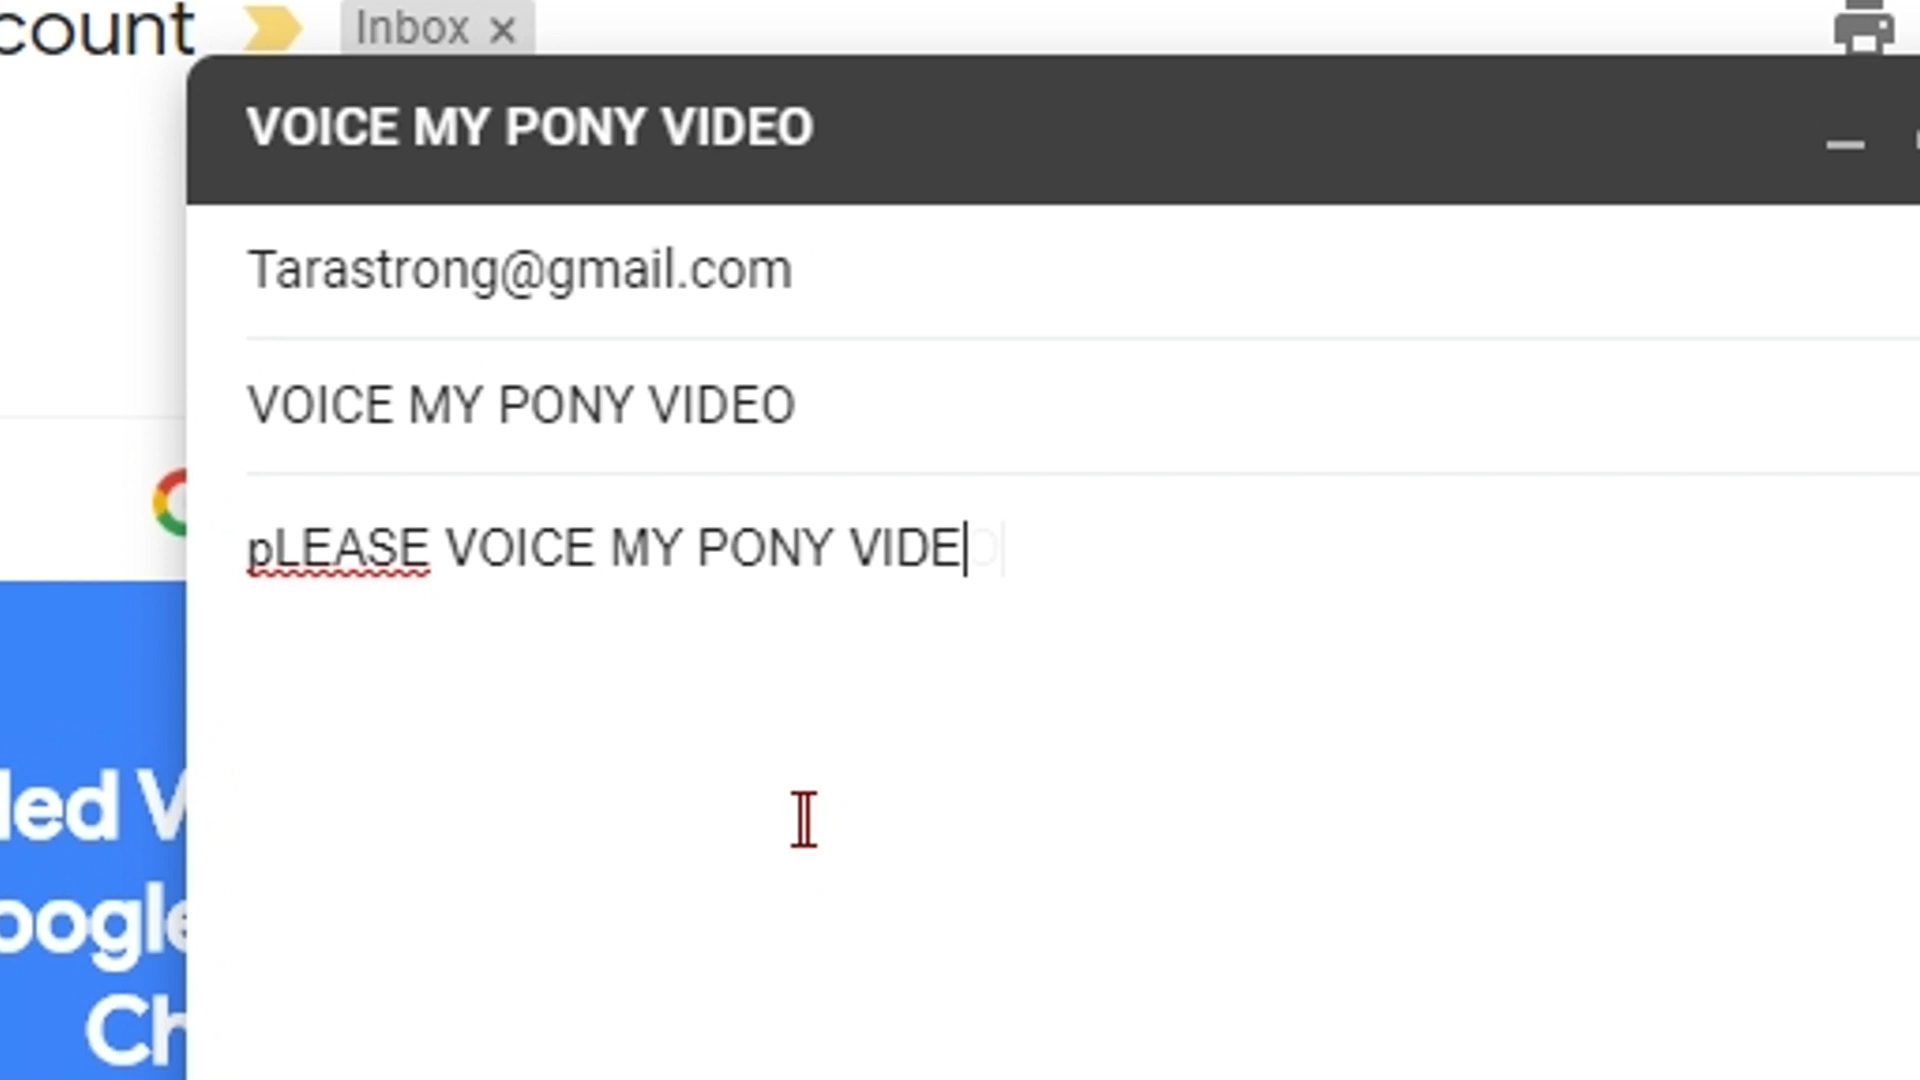 count
Inbox ×
VOICE MY PONY VIDEO
Tarastrong@gmail.com
VOICE MY PONY VIDEO
pLEASE VOICE MY PONY VIDE
led
oogle
Ch